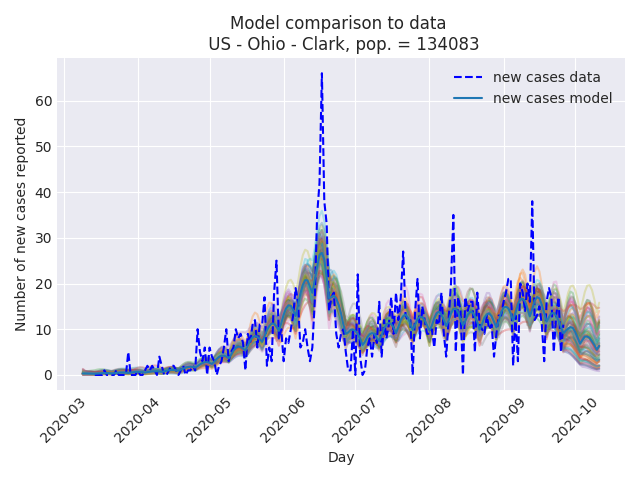 Model comparison to data
US - Ohio - Clark, pop. = 134083
new cases data
new cases model
Number of new cases reported
60
50
40
30
20
10
0
2020-03
2020-04
2020-05
2020-06
2020-07
2020-08
2020-09
2020-10
Day